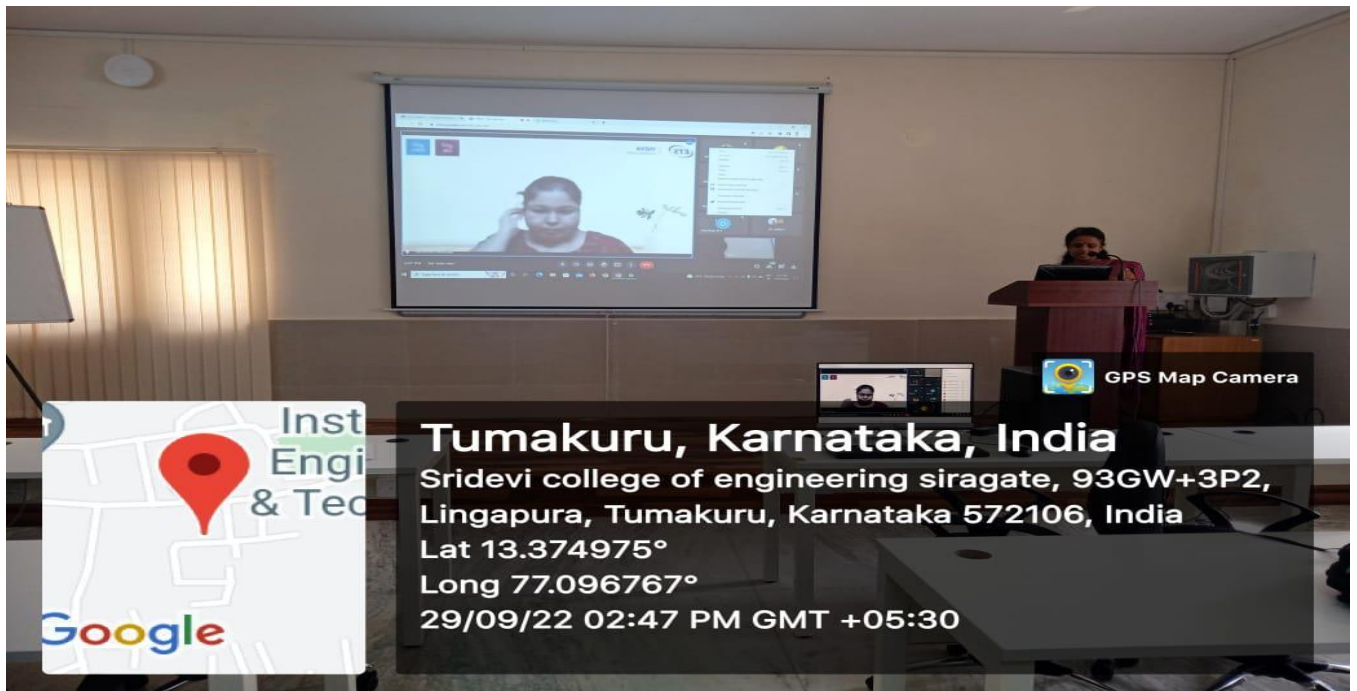 GPS Map Camera
Inst
Engi
& Tec
Google
Tumakuru, Karnataka, India
Sridevi college of engineering siragate, 93GW+3P2,
Lingapura, Tumakuru, Karnataka 572106, India
Lat 13.374975°
Long 77.096767°
29/09/22 02:47 PM GMT +05:30